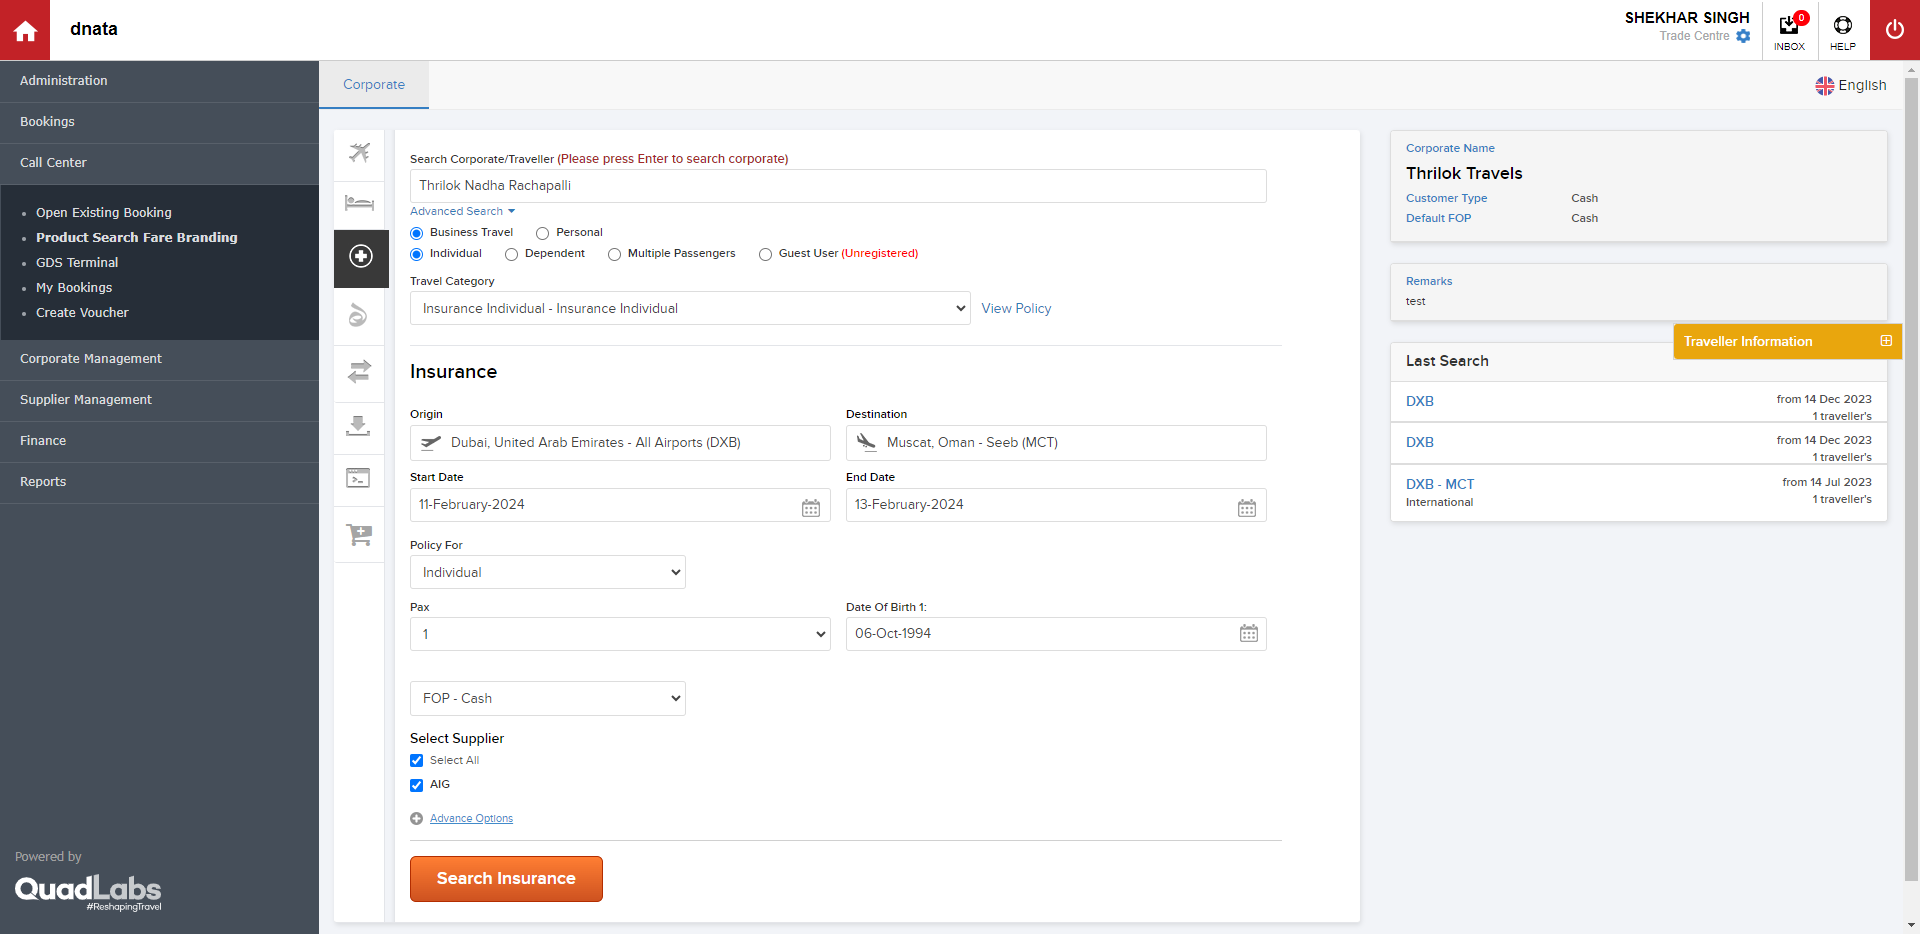 dnata
SHEKHAR SINGH
Trade Centre
0
INBOX
HELP
Administration
Bookings
Call Center
Open Existing Booking
Product Search Fare Branding
GDS Terminal
My Bookings
Create Voucher
Corporate Management
Supplier Management
Finance
Reports
Powered by
QuadLabs
#ReshapingTravel
Corporate
English
Search Corporate/Traveller (Please press Enter to search corporate)
Thrilok Nadha Rachapalli
Advanced Search
Business Travel Personal
Individual Dependent Multiple Passengers Guest User (Unregistered)
Travel Category
Insurance Individual - Insurance Individual View Policy
Insurance
Origin Destination
Dubai, United Arab Emirates - All Airports (DXB) Muscat, Oman - Seeb (MCT)
Start Date End Date
11-February-2024 13-February-2024
Policy For
Individual
Pax Date Of Birth 1:
1 06-Oct-1994
FOP - Cash
Select Supplier
Select All
AIG
Advance Options
Search Insurance
Corporate Name
Thrilok Travels
Customer Type Cash
Default FOP Cash
Remarks
test
Traveller Information
Last Search
DXB from 14 Dec 2023
1 traveller's
DXB from 14 Dec 2023
1 traveller's
DXB - MCT from 14 Jul 2023
International 1 traveller's